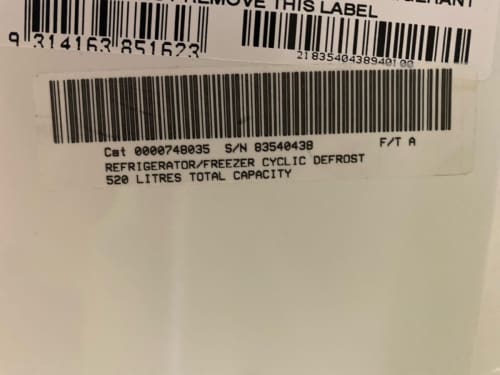 REMOVE THIS LABEL
9 314163 851623
21835404389401 00
Cat 0000748035 S/N 83540438 F/T A
REFRIGERATOR/FREEZER CYCLIC DEFROST
520 LITRES TOTAL CAPACITY